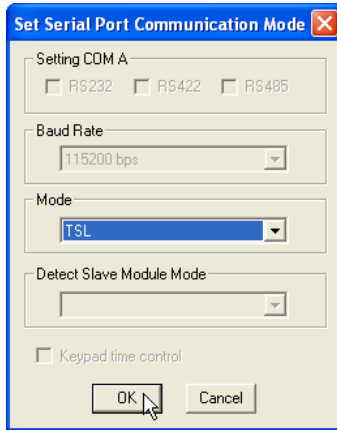 Set Serial Port Communication Mode
Setting COM A
RS232 RS422 RS485
Baud Rate
115200 bps
Mode
TSL
Detect Slave Module Mode
Keypad time control
OK Cancel